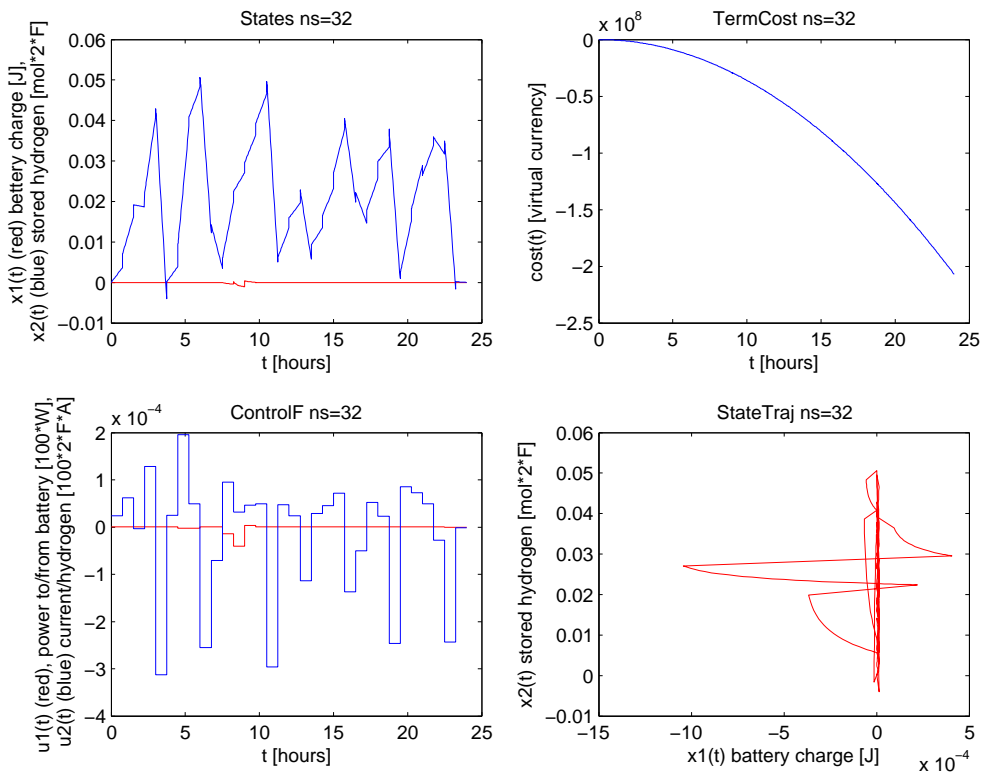 States ns=32
x1(t) (red) bettery charge [J],
x2(t) (blue) stored hydrogen [mol*2*F]
0.06
0.05
0.04
0.03
0.02
0.01
0
−0.01
0 5 10 15 20 25
t [hours]
TermCost ns=32
x 10^8
cost(t) [virtual currency]
0
−0.5
−1
−1.5
−2
−2.5
0 5 10 15 20 25
t [hours]
ControlF ns=32
x 10^−4
u1(t) (red), power to/from battery [100*W],
u2(t) (blue) current/hydrogen [100*2*F*A]
2
1
0
−1
−2
−3
−4
0 5 10 15 20 25
t [hours]
StateTraj ns=32
x2(t) stored hydrogen [mol*2*F]
0.06
0.05
0.04
0.03
0.02
0.01
0
−0.01
−15 −10 −5 0 5
x1(t) battery charge [J]
x 10^−4